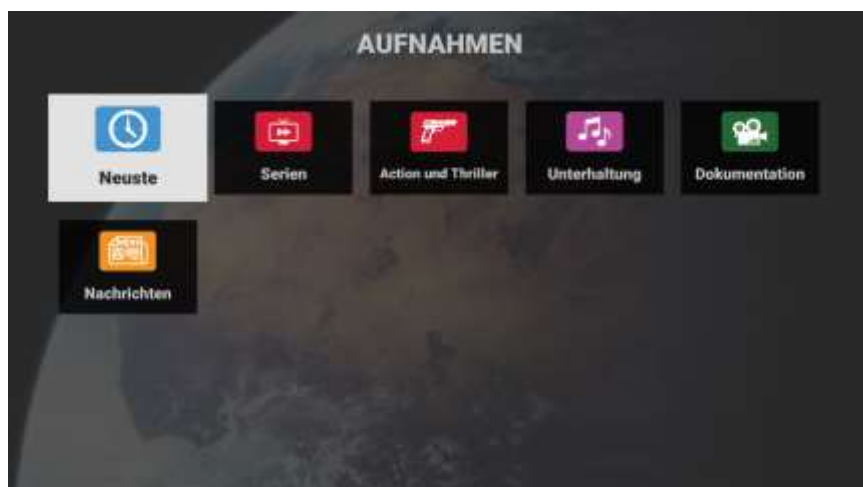 AUFNAHMEN
Neuste
Serien
Action und Thriller
Unterhaltung
Dokumentation
Nachrichten